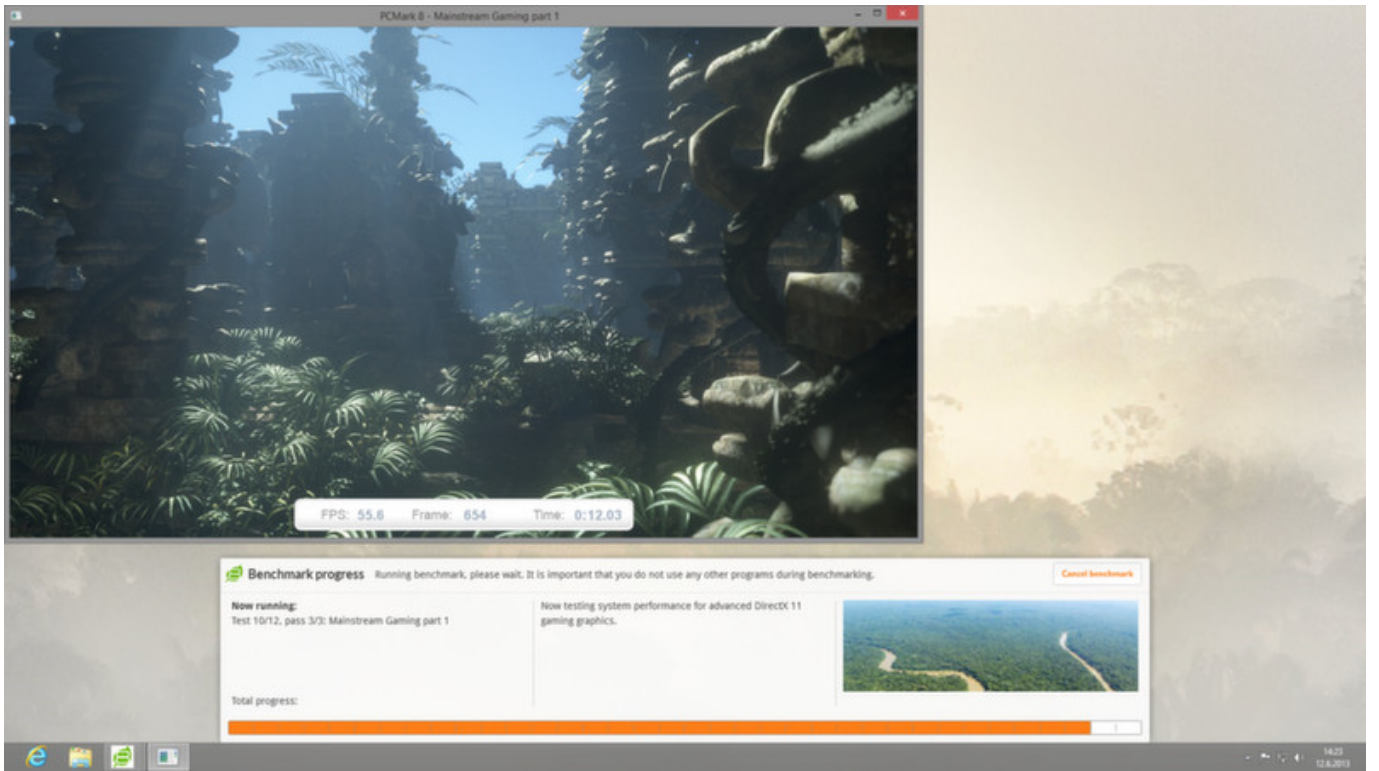 PCMark 8 - Mainstream Gaming part 1
FPS: 55.6 Frame: 654 Time: 0:12.03
Benchmark progress Running benchmark, please wait. It is important that you do not use any other programs during benchmarking. Cancel benchmark
Now running:
Test 10/12, pass 3/3: Mainstream Gaming part 1
Now testing system performance for advanced DirectX 11
gaming graphics.
Total progress:
14:23
12.6.2013